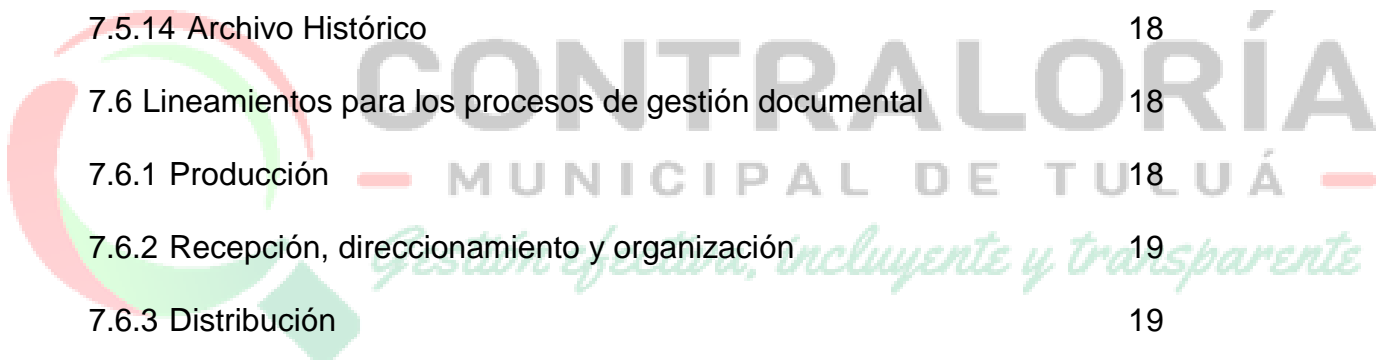 7.5.14 Archivo Histórico 18
CONTRALORÍA
7.6 Lineamientos para los procesos de gestión documental 18
7.6.1 Producción 18
MUNICIPAL DE TULUÁ
7.6.2 Recepción, direccionamiento y organización 19
Gestión efectiva, incluyente y transparente
7.6.3 Distribución 19